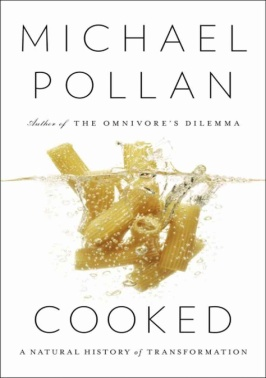 MICHAEL
POLLAN
Author of THE OMNIVORE'S DILEMMA
COOKED
A NATURAL HISTORY of TRANSFORMATION